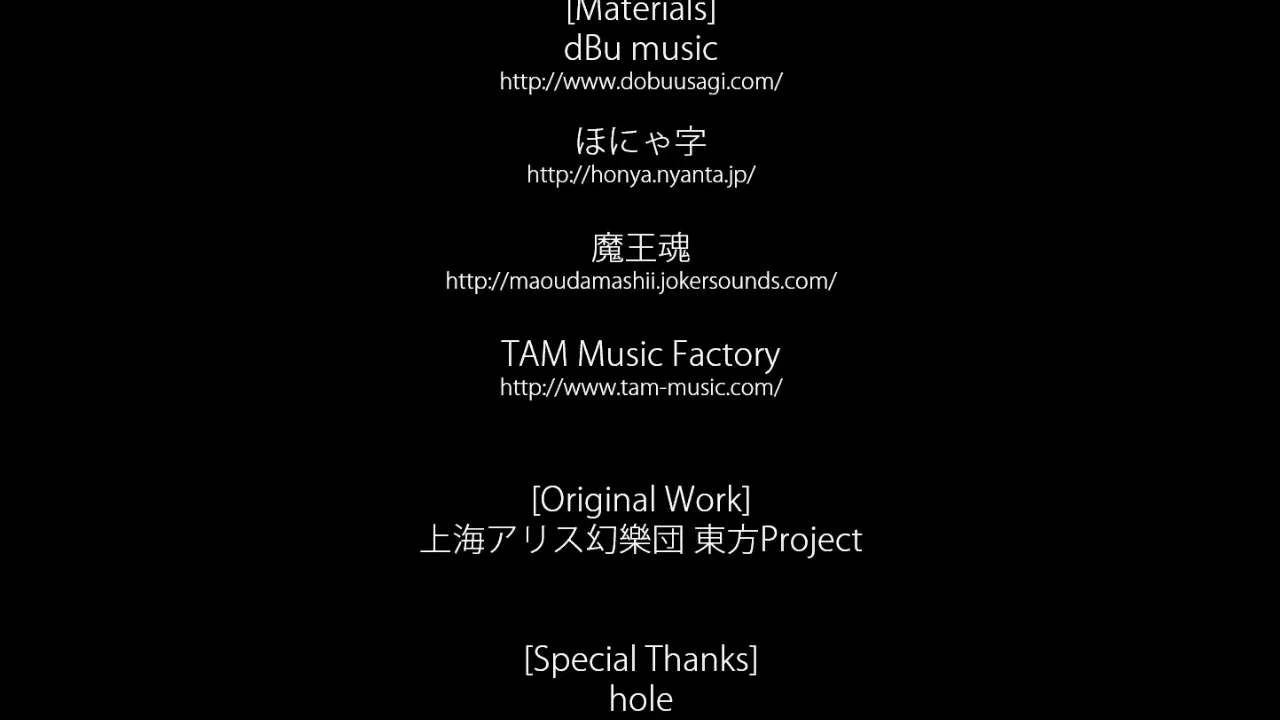 [Materials]
dBu music
http://www.dobuusagi.com/
ほにゃ字
http://honya.nyanta.jp/
魔王魂
http://maoudamashii.jokersounds.com/
TAM Music Factory
http://www.tam-music.com/
[Original Work]
上海アリス幻樂団 東方Project
[Special Thanks]
hole